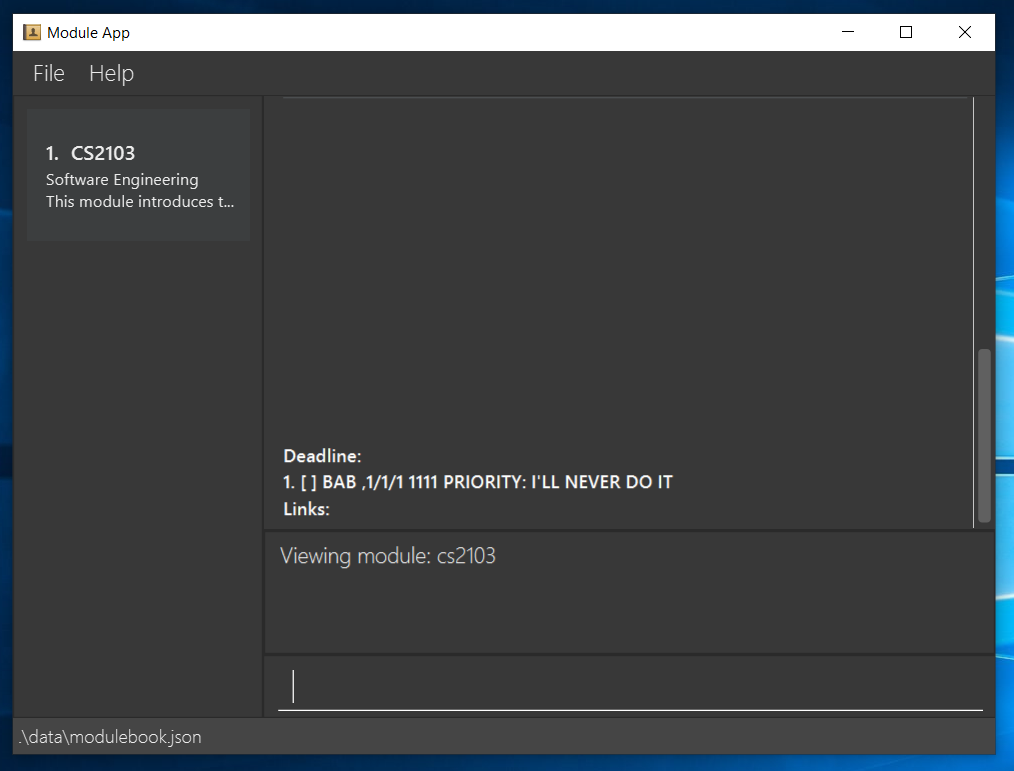 Module App
File Help
1. CS2103
Software Engineering
This module introduces t...
Deadline:
1. [ ] BAB ,1/1/1 1111 PRIORITY: I'LL NEVER DO IT
Links:
Viewing module: cs2103
.\data\modulebook.json